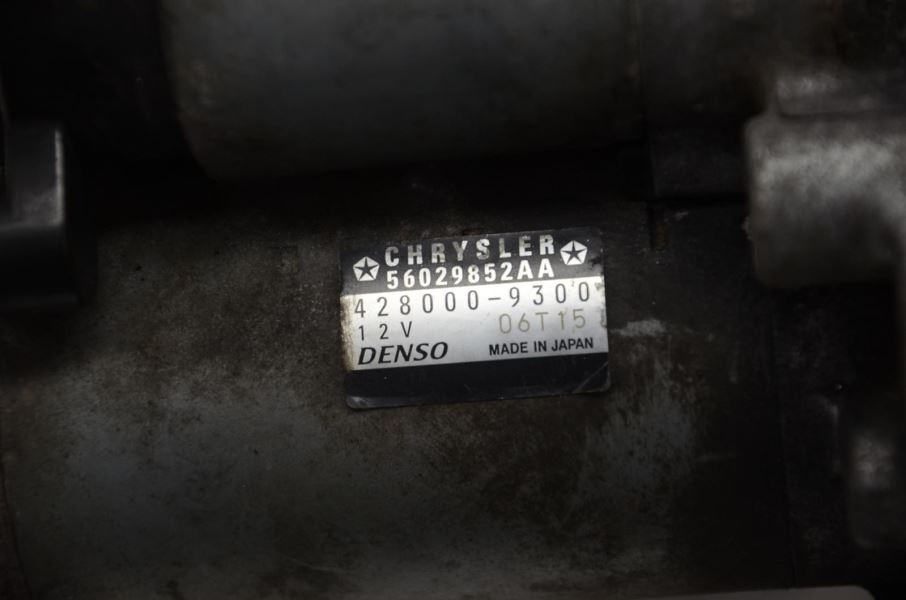 CHRYSLER
56029852AA
428000-9300
12V 06T15
DENSO MADE IN JAPAN